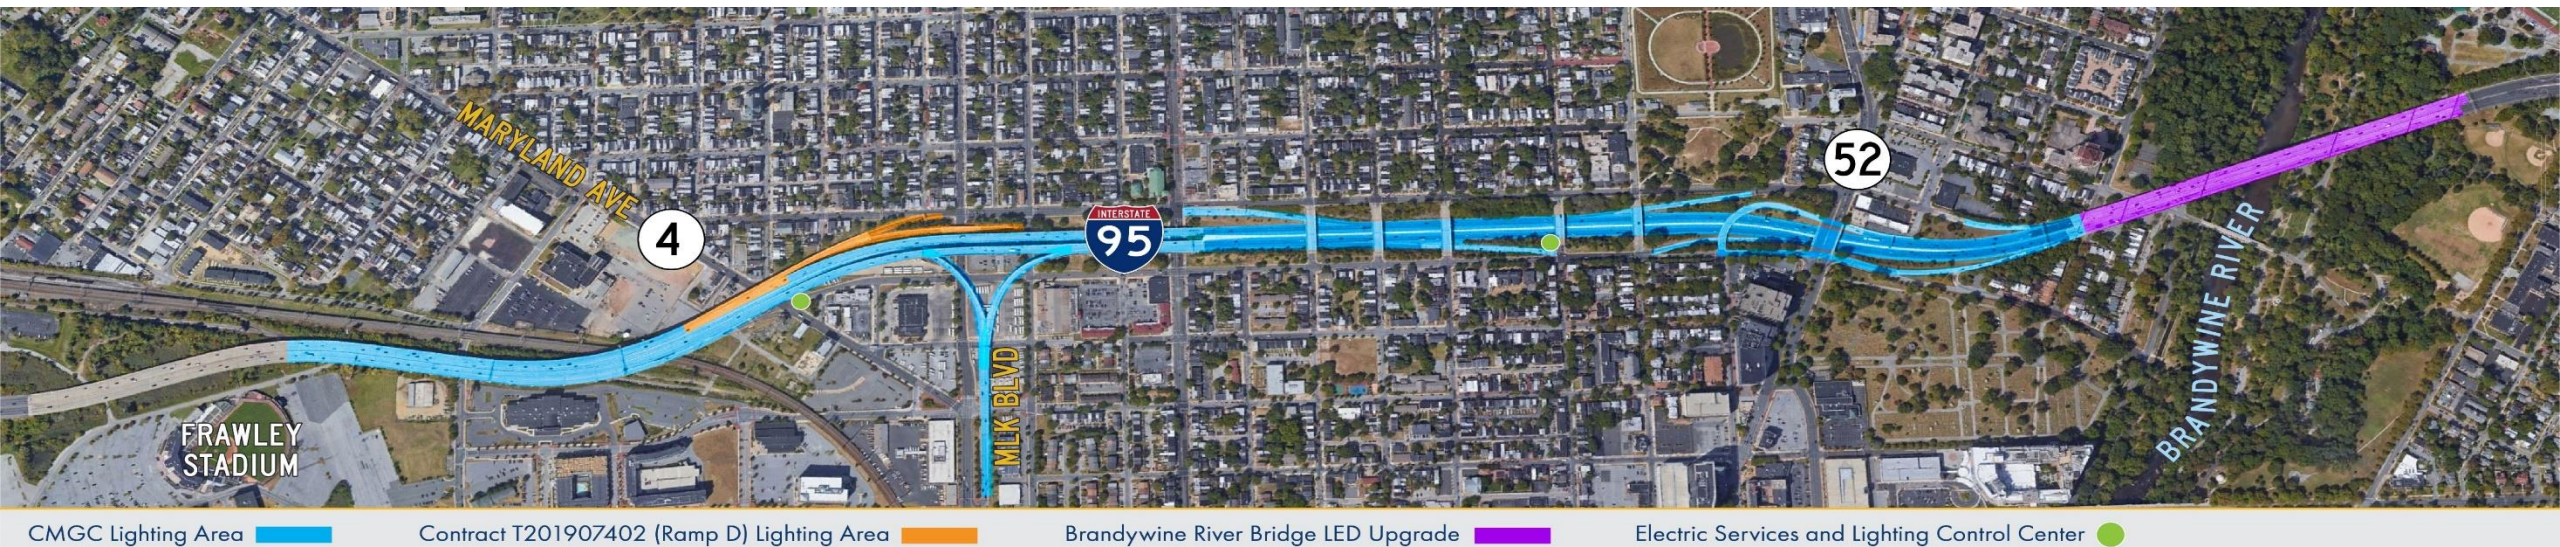 MARYLAND AVE
4
INTERSTATE
95
52
MLK BLVD
BRANDYWINE RIVER
FRAWLEY
STADIUM
CMGC Lighting Area
Contract T201907402 (Ramp D) Lighting Area
Brandywine River Bridge LED Upgrade
Electric Services and Lighting Control Center